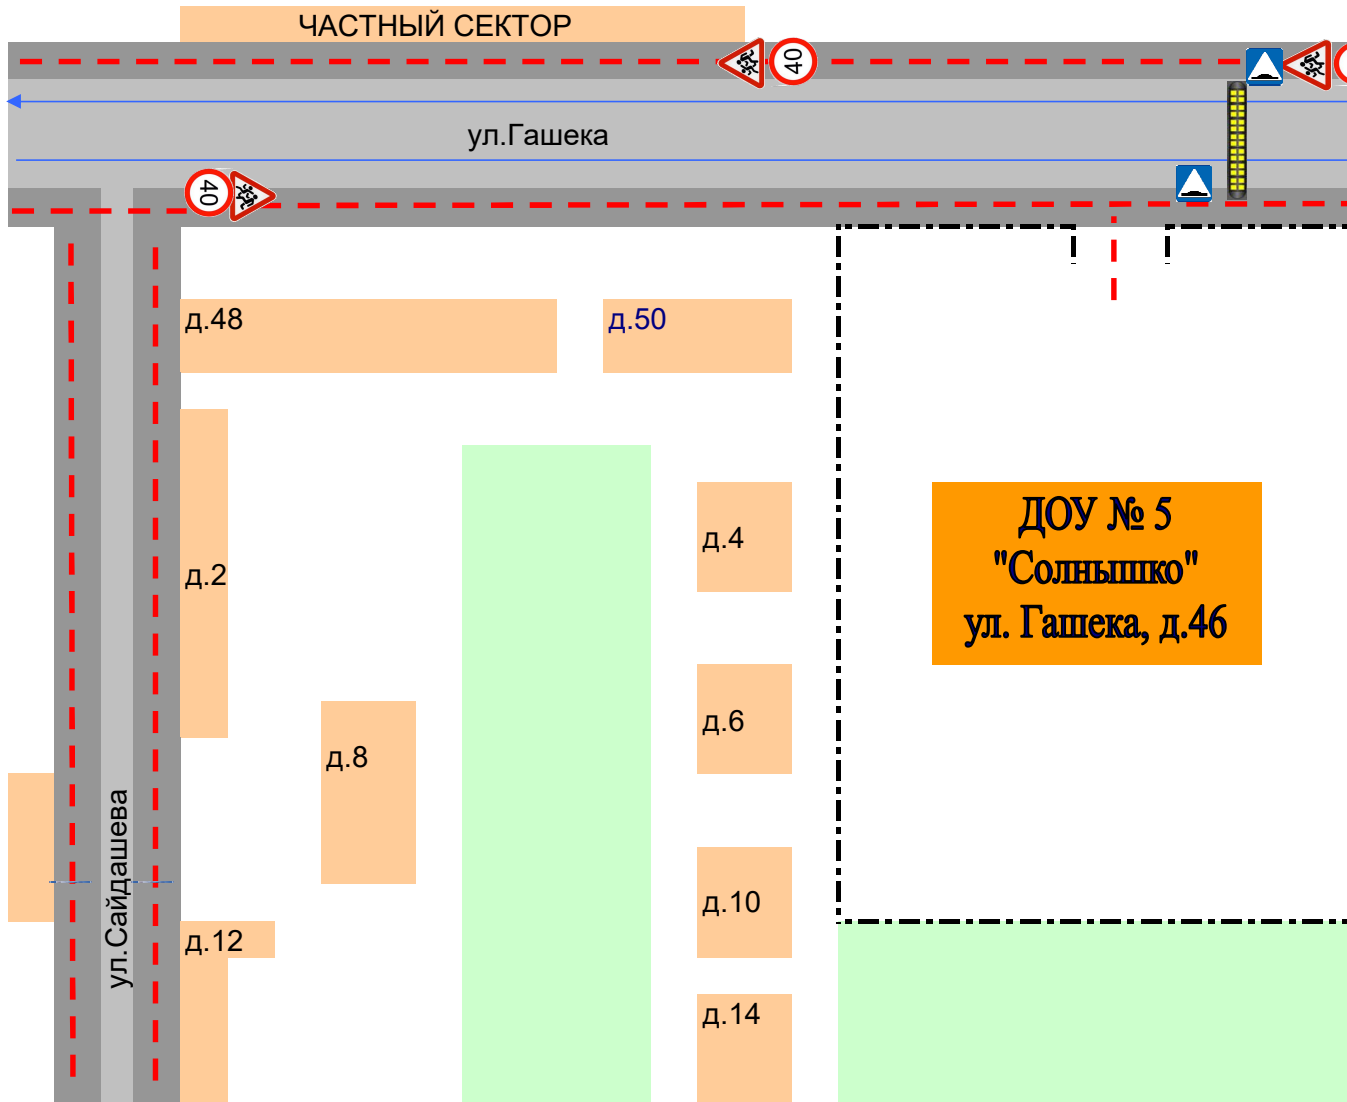 ЧАСТНЫЙ СЕКТОР
40
ул.Гашека
40
д.48
д.50
д.2
д.4
ДОУ № 5
"Солнышко"
ул. Гашека, д.46
д.6
д.8
ул.Сайдашева
д.10
д.12
д.14